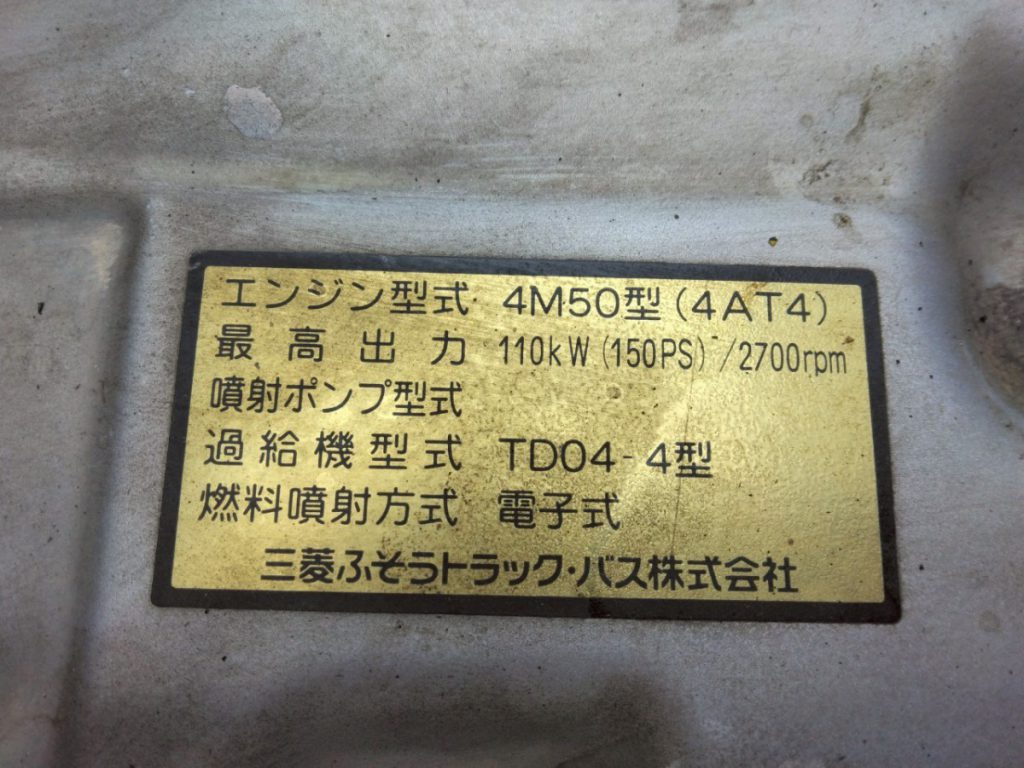 エンジン型式 4M50型(4AT4)
最高出力 110kW(150PS)/2700rpm
噴射ポンプ型式
過給機型式 TD04-4型
燃料噴射方式 電子式
三菱ふそうトラック・バス株式会社